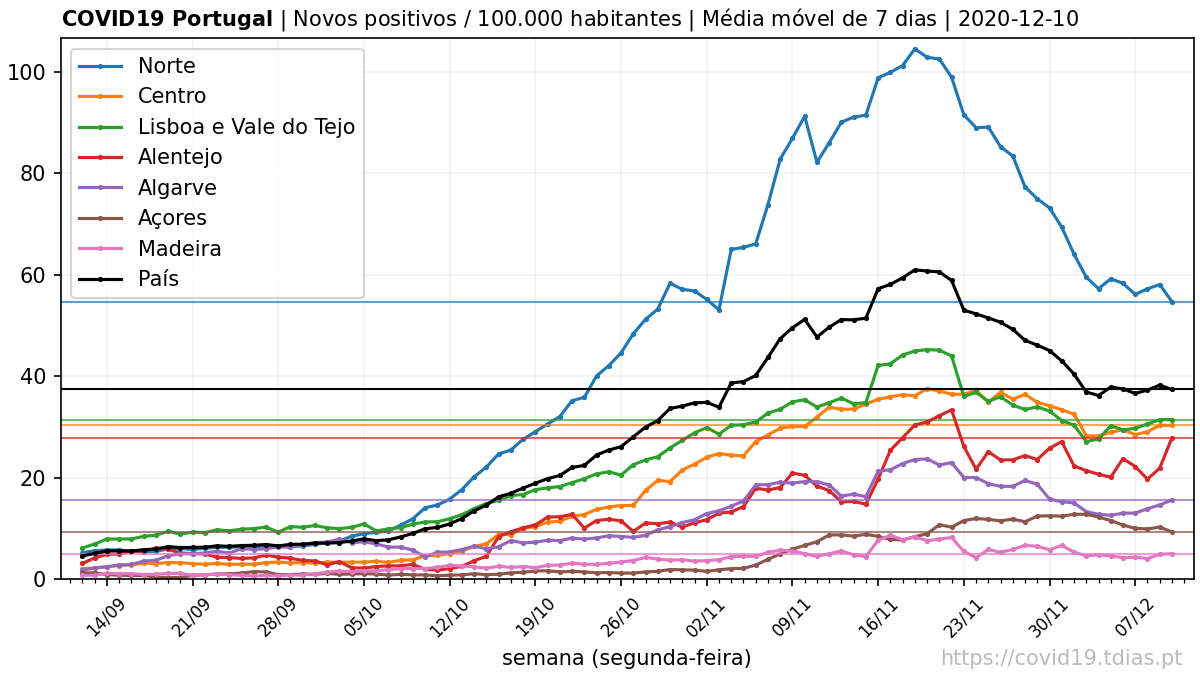 COVID19 Portugal | Novos positivos / 100.000 habitantes | Média móvel de 7 dias | 2020-12-10
Norte
Centro
Lisboa e Vale do Tejo
Alentejo
Algarve
Açores
Madeira
País
100
80
60
40
20
0
14/09 21/09 28/09 05/10 12/10 19/10 26/10 02/11 09/11 16/11 23/11 30/11 07/12
semana (segunda-feira)
https://covid19.tdias.pt